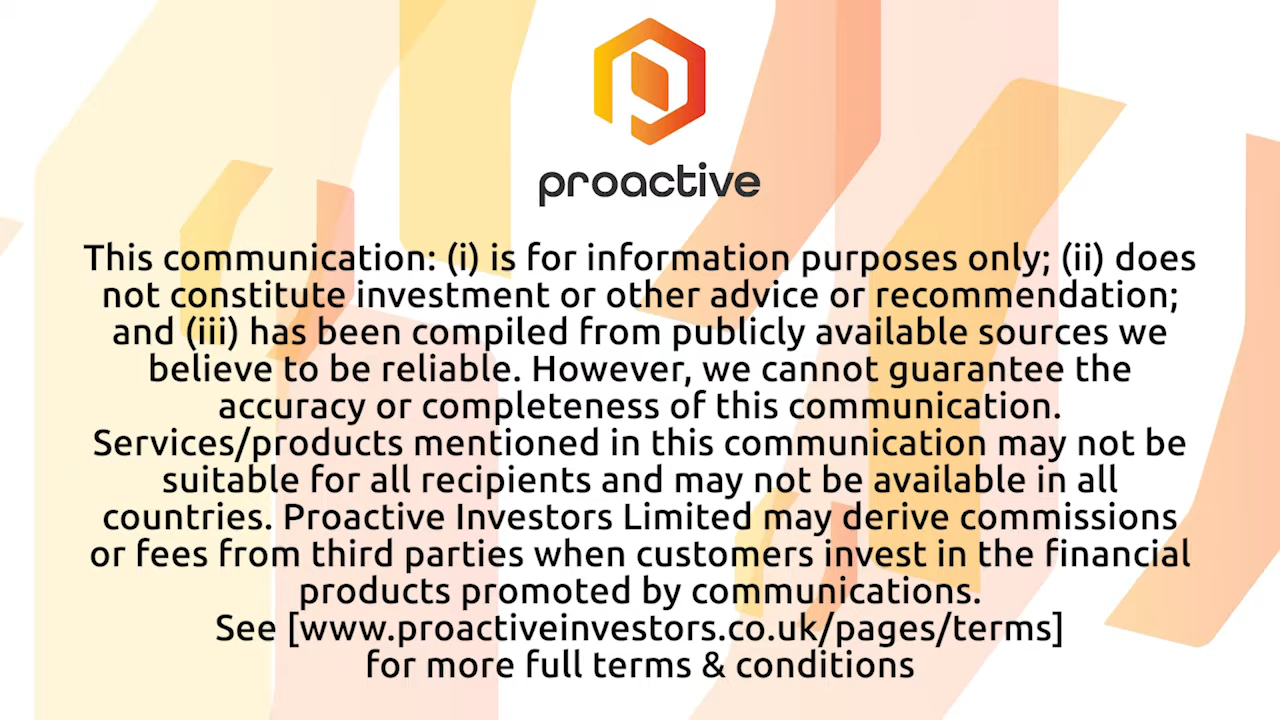 proactive
This communication: (i) is for information purposes only; (ii) does
not constitute investment or other advice or recommendation;
and (iii) has been compiled from publicly available sources we
believe to be reliable. However, we cannot guarantee the
accuracy or completeness of this communication.
Services/products mentioned in this communication may not be
suitable for all recipients and may not be available in all
countries. Proactive Investors Limited may derive commissions
or fees from third parties when customers invest in the financial
products promoted by communications.
See [www.proactiveinvestors.co.uk/pages/terms]
for more full terms & conditions